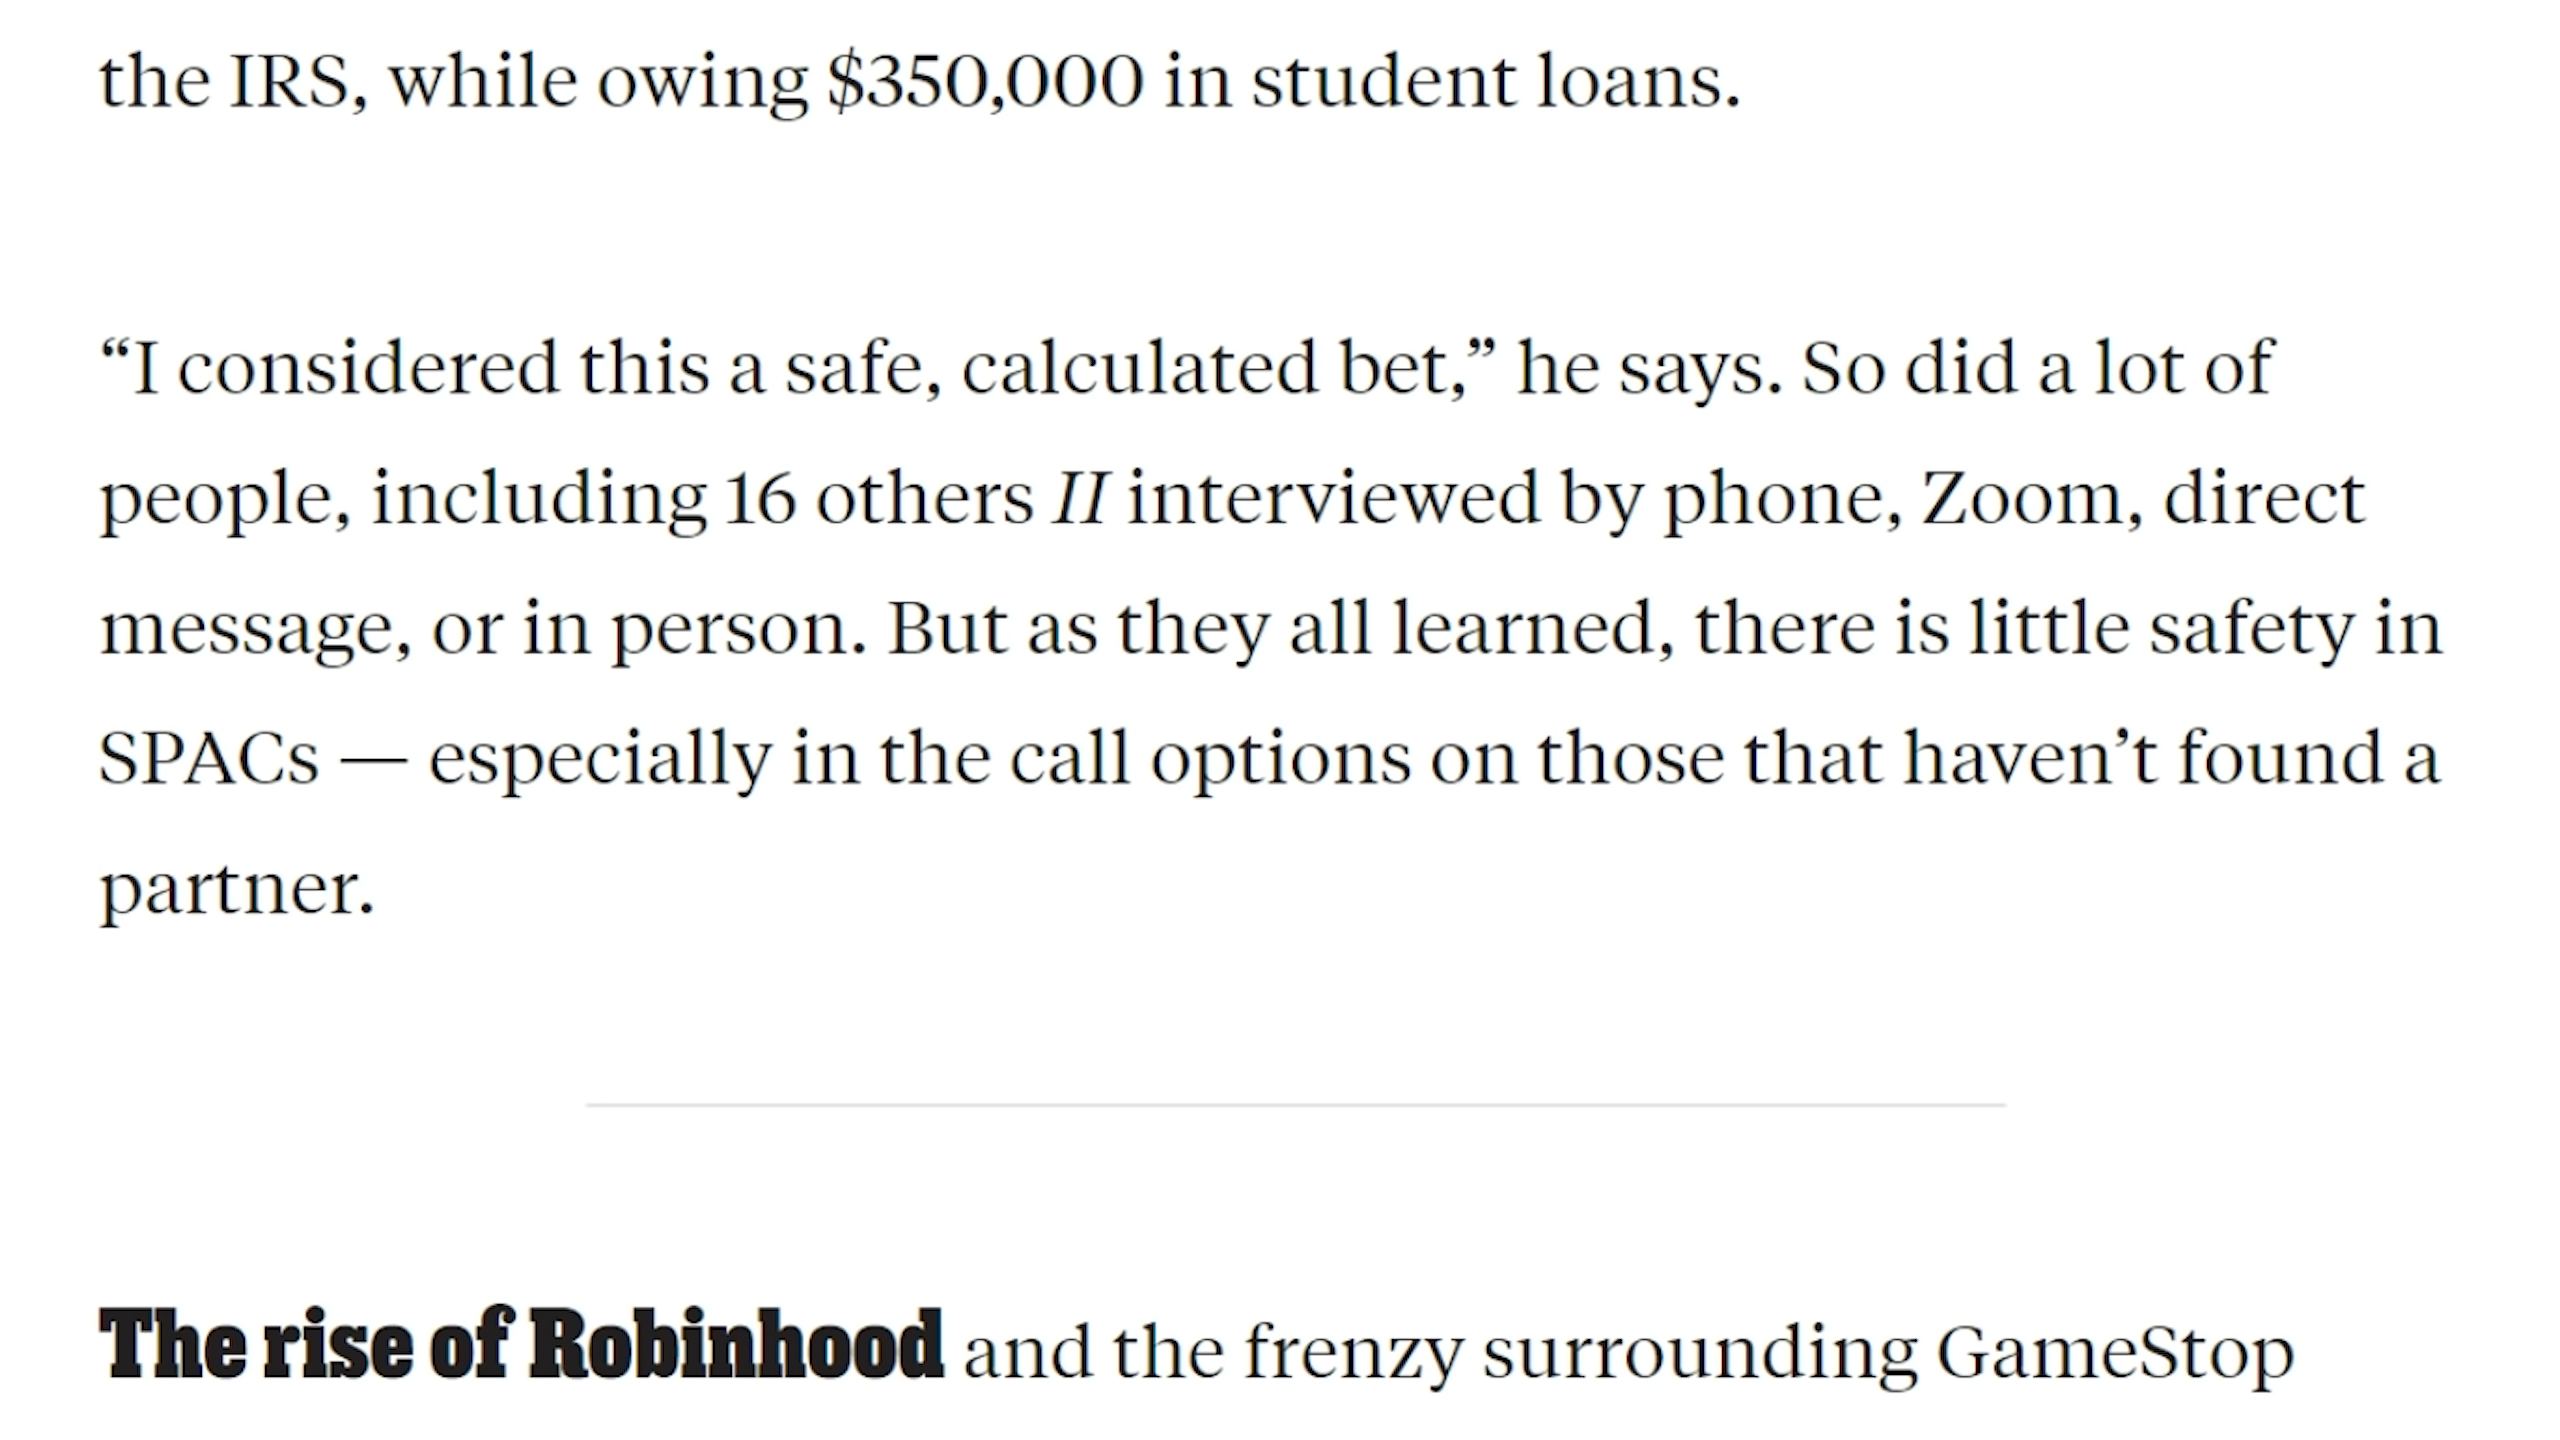 the IRS, while owing $350,000 in student loans.
“I considered this a safe, calculated bet,” he says. So did a lot of
people, including 16 others II interviewed by phone, Zoom, direct
message, or in person. But as they all learned, there is little safety in
SPACs — especially in the call options on those that haven’t found a
partner.
The rise of Robinhood and the frenzy surrounding GameStop